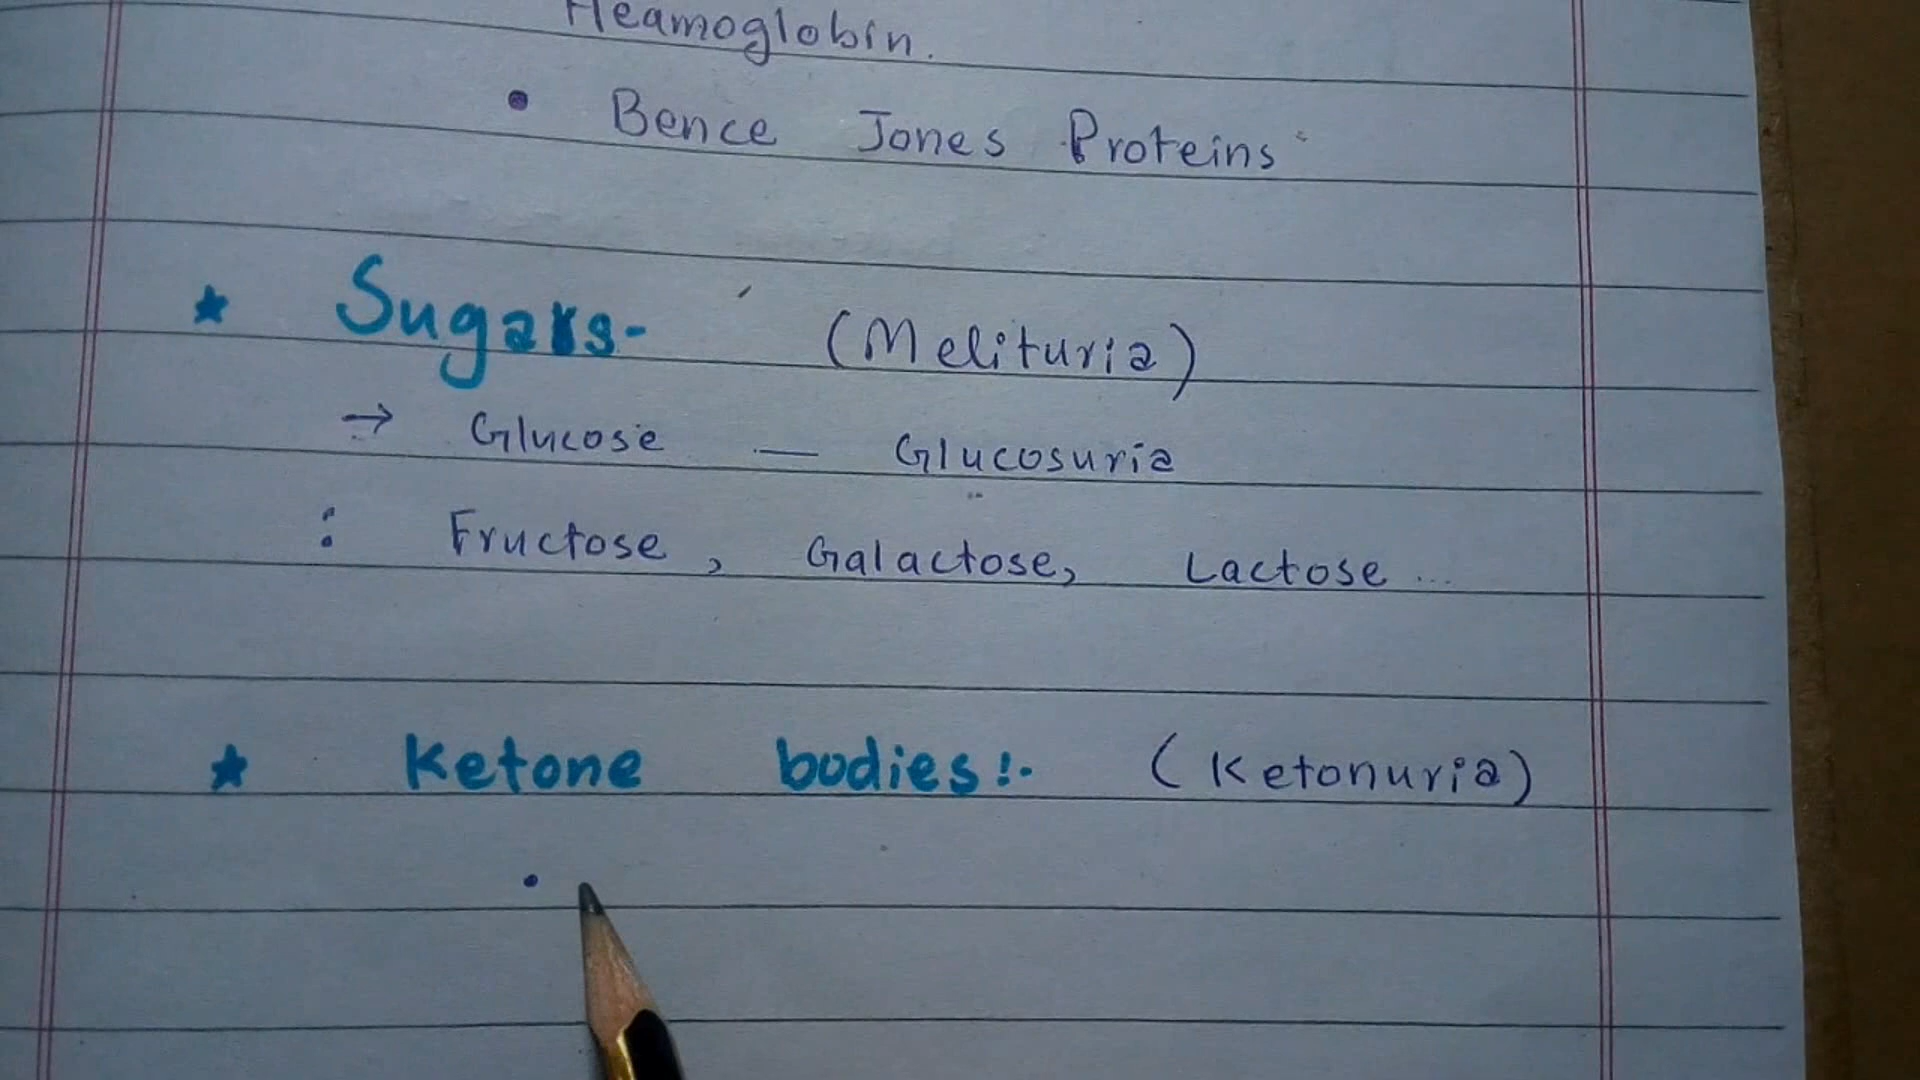 Heamoglobin.
• Bence Jones Proteins
★ Sugars- (Melituria)
→ Glucose — Glucosuria
: Fructose, Galactose, Lactose...
★ Ketone bodies:- (Ketonuria)
•